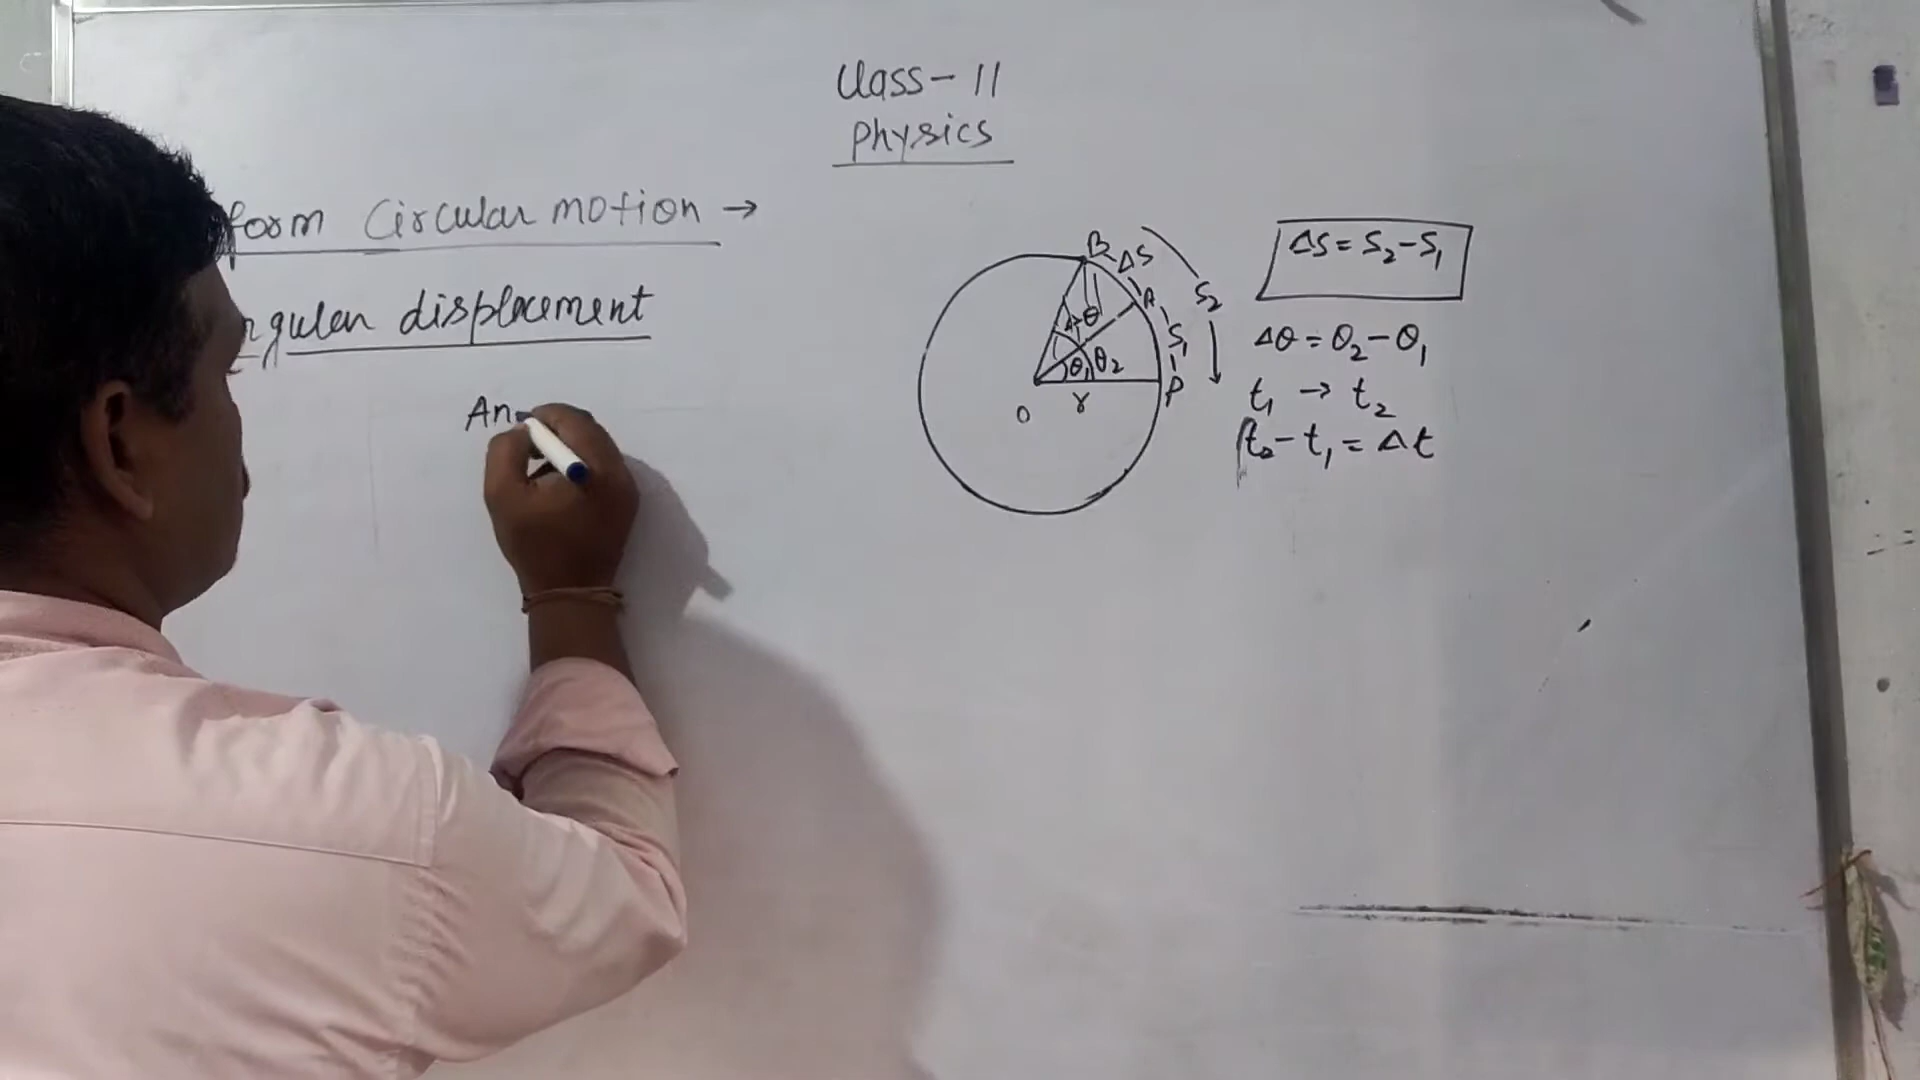 Class - 11
Physics
form Circular motion →
ngular displacement
An
B
ΔS
A
S₂
S₁
Δθ
θ₁
θ₂
P
O
r
ΔS = S₂ - S₁
Δθ = θ₂ - θ₁
t₁ → t₂
t₂ - t₁ = Δt